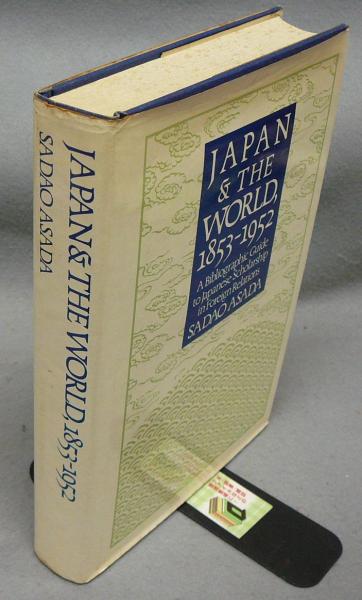 JAPAN & THE WORLD, 1853-1952
SADAO ASADA
JAPAN
& THE
WORLD,
1853-1952
A Bibliographic Guide
to Japanese Scholarship
in Foreign Relations
SADAO ASADA